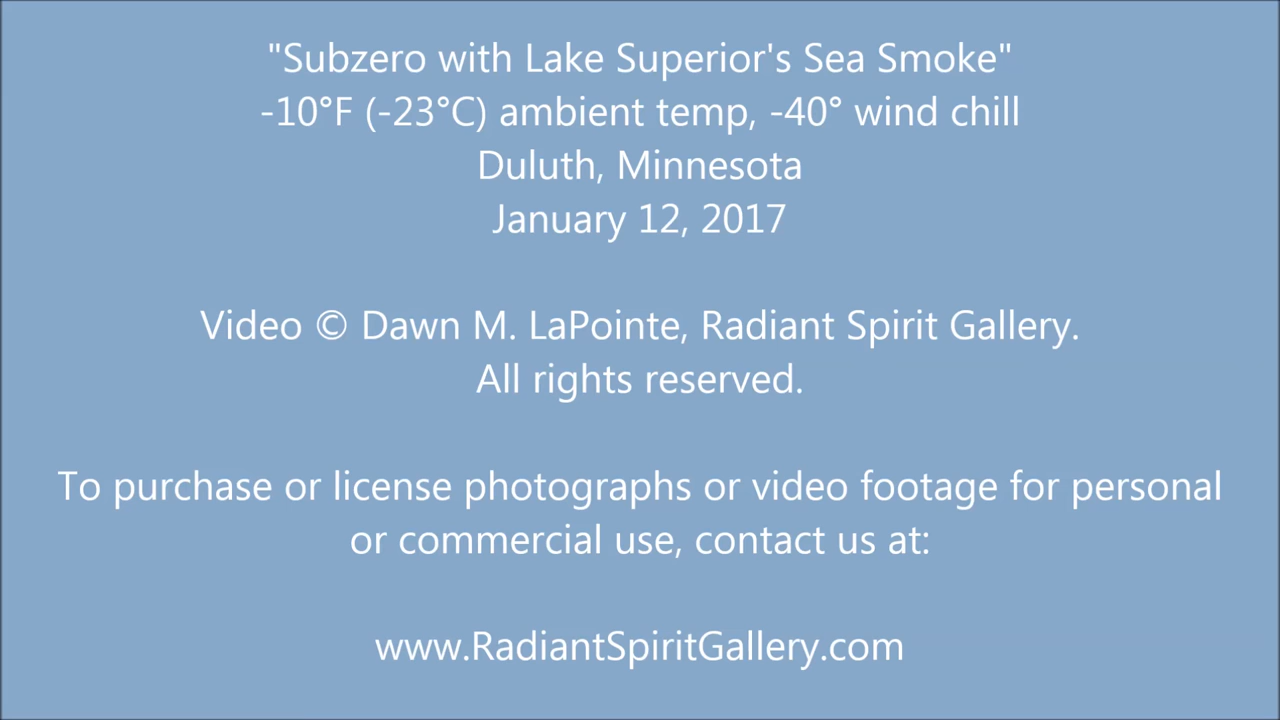 "Subzero with Lake Superior's Sea Smoke"
-10°F (-23°C) ambient temp, -40° wind chill
Duluth, Minnesota
January 12, 2017
Video © Dawn M. LaPointe, Radiant Spirit Gallery.
All rights reserved.
To purchase or license photographs or video footage for personal
or commercial use, contact us at:
www.RadiantSpiritGallery.com